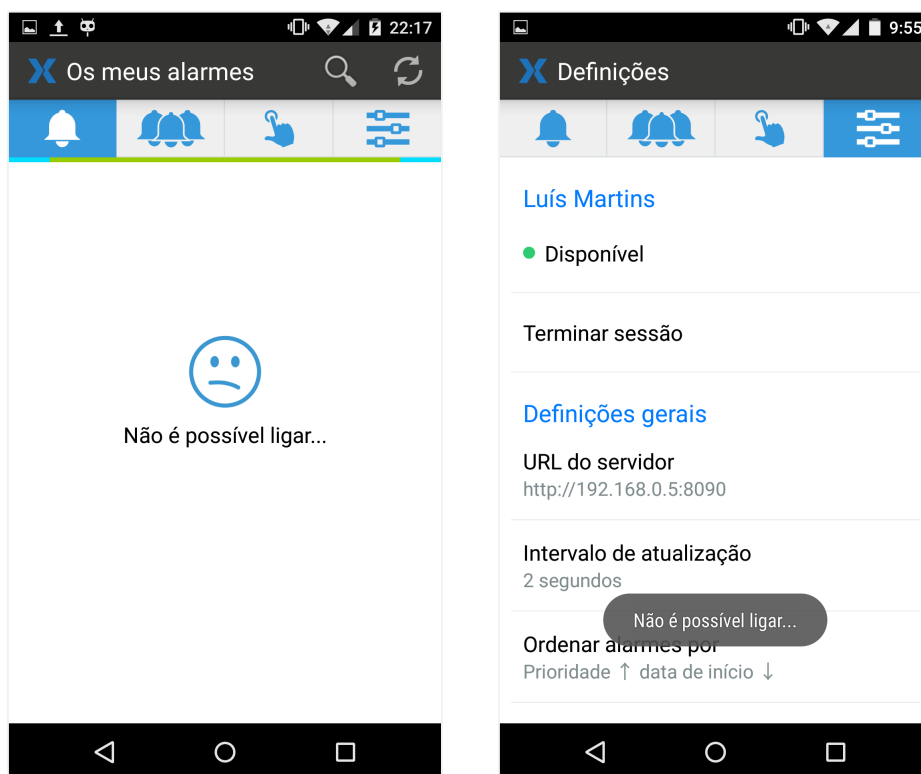 22:17
Os meus alarmes
Não é possível ligar...
9:55
Definições
Luís Martins
Disponível
Terminar sessão
Definições gerais
URL do servidor
http://192.168.0.5:8090
Intervalo de atualização
2 segundos
Não é possível ligar...
Ordenar alarmes por
Prioridade ↑ data de início ↓